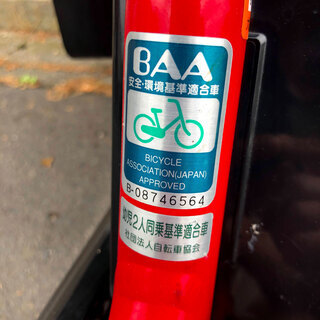 BAA
安全・環境基準適合車
BICYCLE
ASSOCIATION(JAPAN)
APPROVED
B-08746564
幼児2人同乗基準適合車
社団法人自転車協会